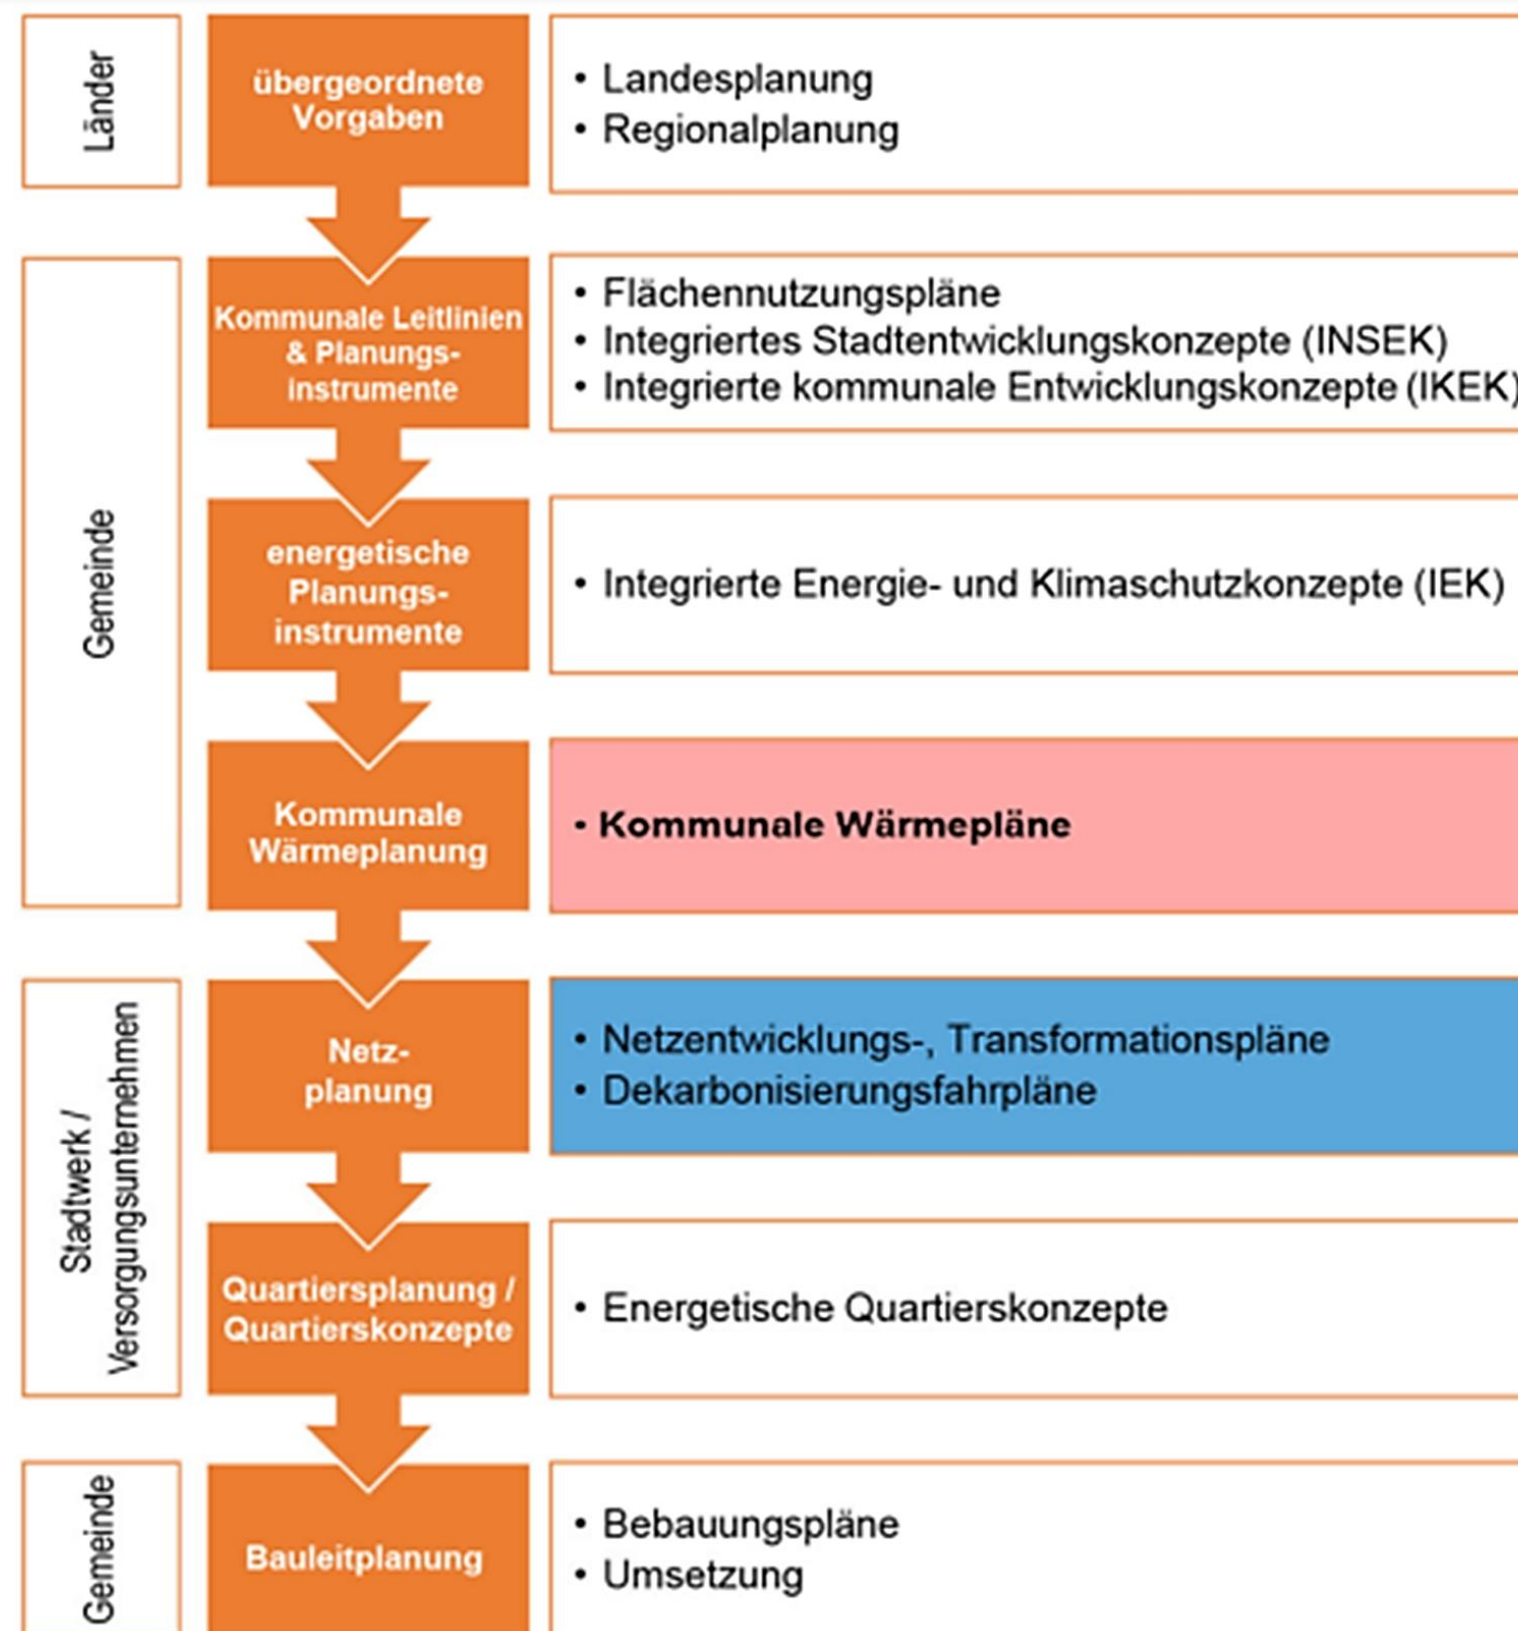 Länder
übergeordnete
Vorgaben
• Landesplanung
• Regionalplanung
Gemeinde
Kommunale Leitlinien
& Planungs-
instrumente
• Flächennutzungspläne
• Integriertes Stadtentwicklungskonzepte (INSEK)
• Integrierte kommunale Entwicklungskonzepte (IKEK)
energetische
Planungs-
instrumente
• Integrierte Energie- und Klimaschutzkonzepte (IEK)
Kommunale
Wärmeplanung
• Kommunale Wärmepläne
Stadtwerk /
Versorgungsunternehmen
Netz-
planung
• Netzentwicklungs-, Transformationspläne
• Dekarbonisierungsfahrpläne
Quartiersplanung /
Quartierskonzepte
• Energetische Quartierskonzepte
Gemeinde
Bauleitplanung
• Bebauungspläne
• Umsetzung